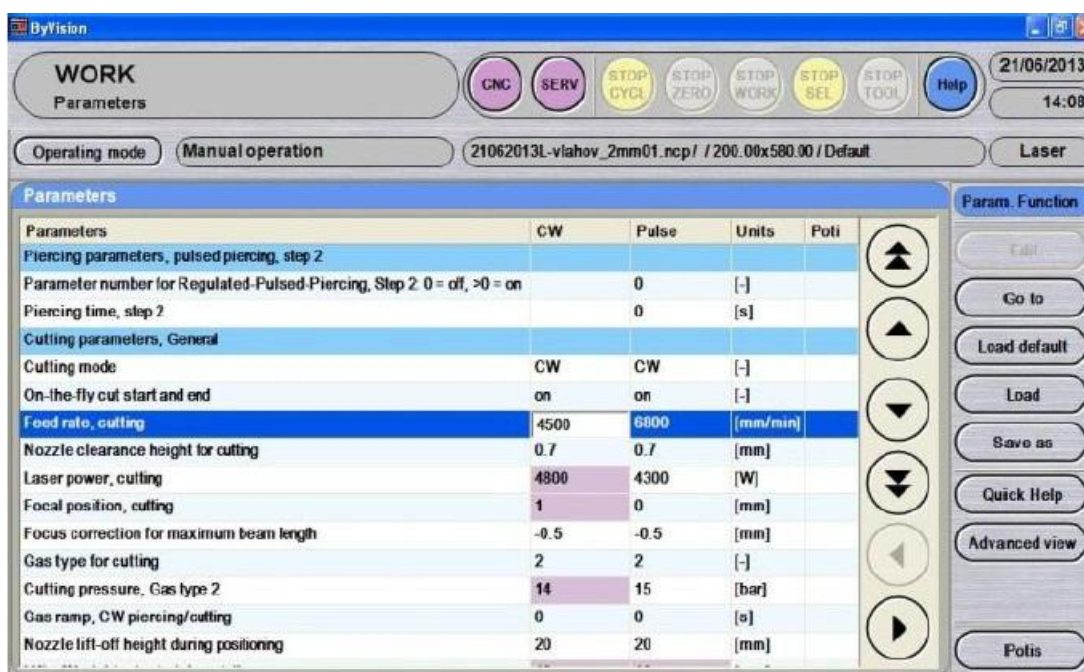 ByVision
WORK
Parameters
CNC
SERV
STOP
CYCL
STOP
ZERO
STOP
WORK
STOP
SEL
STOP
TOOL
Help
21/06/2013
14:08
Operating mode
Manual operation
21062013L-vlahov_2mm01.ncp/ / 200.00x580.00 / Default
Laser
Parameters
Param. Function
Parameters CW Pulse Units Poti
Piercing parameters, pulsed piercing, step 2
Parameter number for Regulated-Pulsed-Piercing, Step 2: 0 = off, >0 = on 0 [-]
Piercing time, step 2 0 [s]
Cutting parameters, General
Cutting mode CW CW [-]
On-the-fly cut start and end on on [-]
Feed rate, cutting 4500 6800 [mm/min]
Nozzle clearance height for cutting 0.7 0.7 [mm]
Laser power, cutting 4800 4300 [W]
Focal position, cutting 1 0 [mm]
Focus correction for maximum beam length -0.5 -0.5 [mm]
Gas type for cutting 2 2 [-]
Cutting pressure, Gas type 2 14 15 [bar]
Gas ramp, CW piercing/cutting 0 0 [s]
Nozzle lift-off height during positioning 20 20 [mm]
Edit
Go to
Load default
Load
Save as
Quick Help
Advanced view
Potis